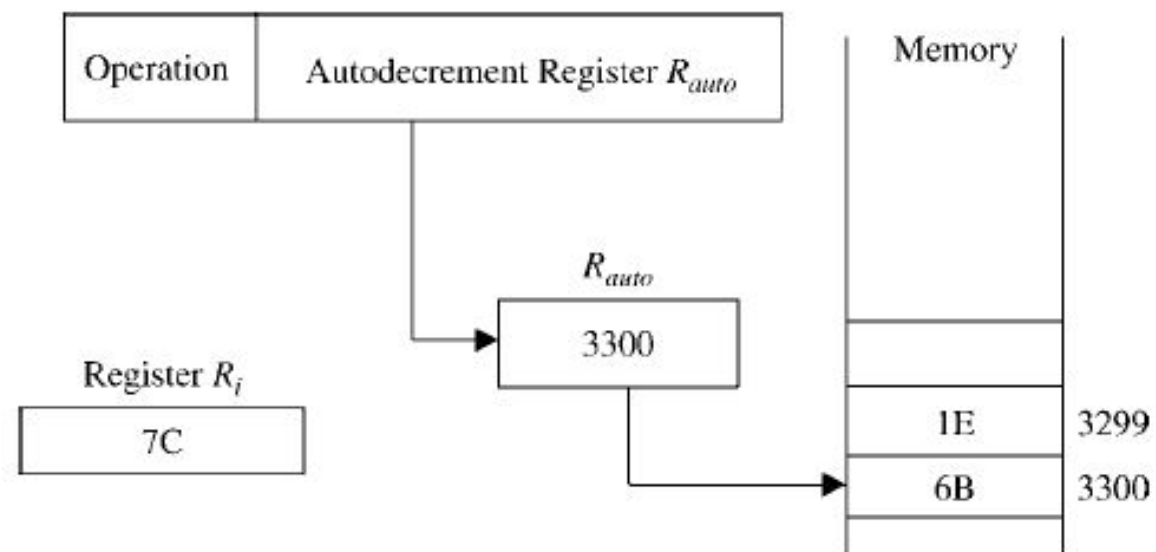 Operation
Autodecrement Register R_auto
Memory
R_auto
3300
Register R_i
7C
1E 3299
6B 3300